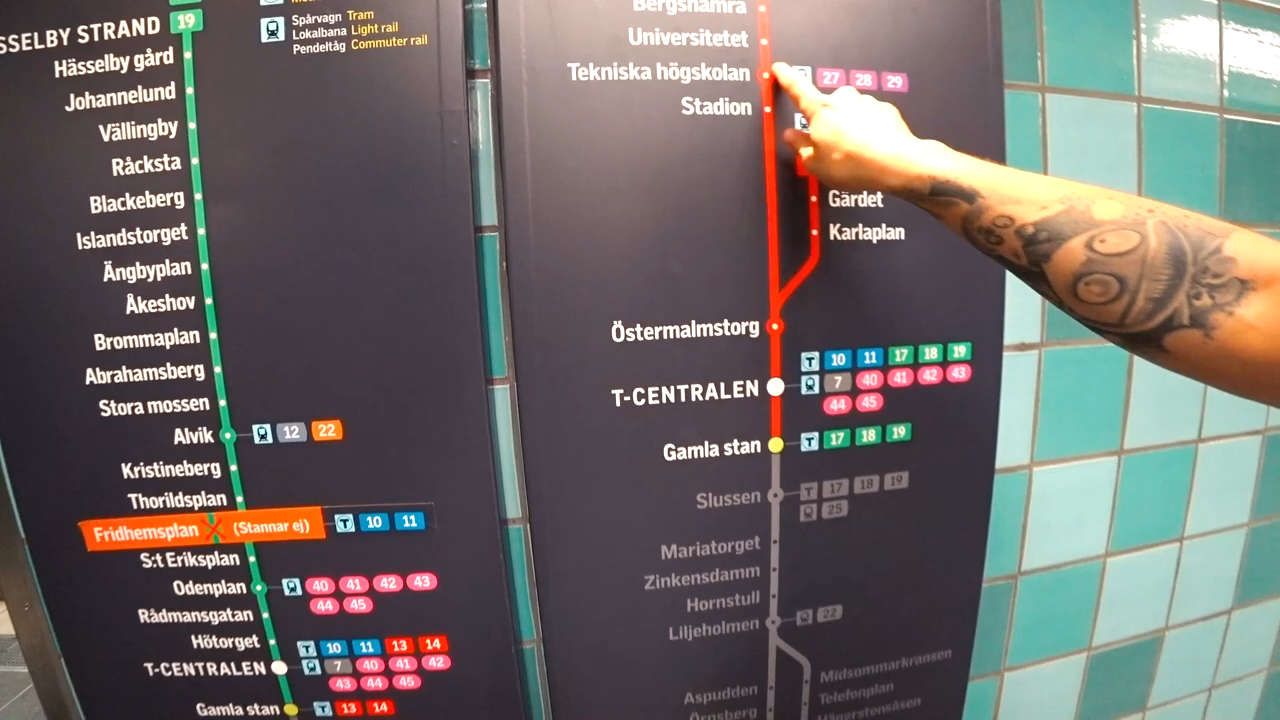 SSELBY STRAND 19
Spårvagn Tram
Lokalbana Light rail
Pendeltåg Commuter rail
Hässelby gård
Johannelund
Vällingby
Råcksta
Blackeberg
Islandstorget
Ängbyplan
Åkeshov
Brommaplan
Abrahamsberg
Stora mossen
Alvik 12 22
Kristineberg
Thorildsplan
Fridhemsplan (Stannar ej) T 10 11
S:t Eriksplan
Odenplan 40 41 42 43
44 45
Rådmansgatan
Hötorget
T-CENTRALEN T 10 11 13 14
7 40 41 42
43 44 45
Gamla stan T 13 14
Bergshamra
Universitetet
Tekniska högskolan 27 28 29
Stadion
Gärdet
Karlaplan
Östermalmstorg
T-CENTRALEN T 10 11 17 18 19
7 40 41 42 43
44 45
Gamla stan T 17 18 19
Slussen T 17 18 19
25
Mariatorget
Zinkensdamm
Hornstull
Liljeholmen 22
Midsommarkransen
Aspudden Telefonplan
Örnsberg Hägerstensåsen